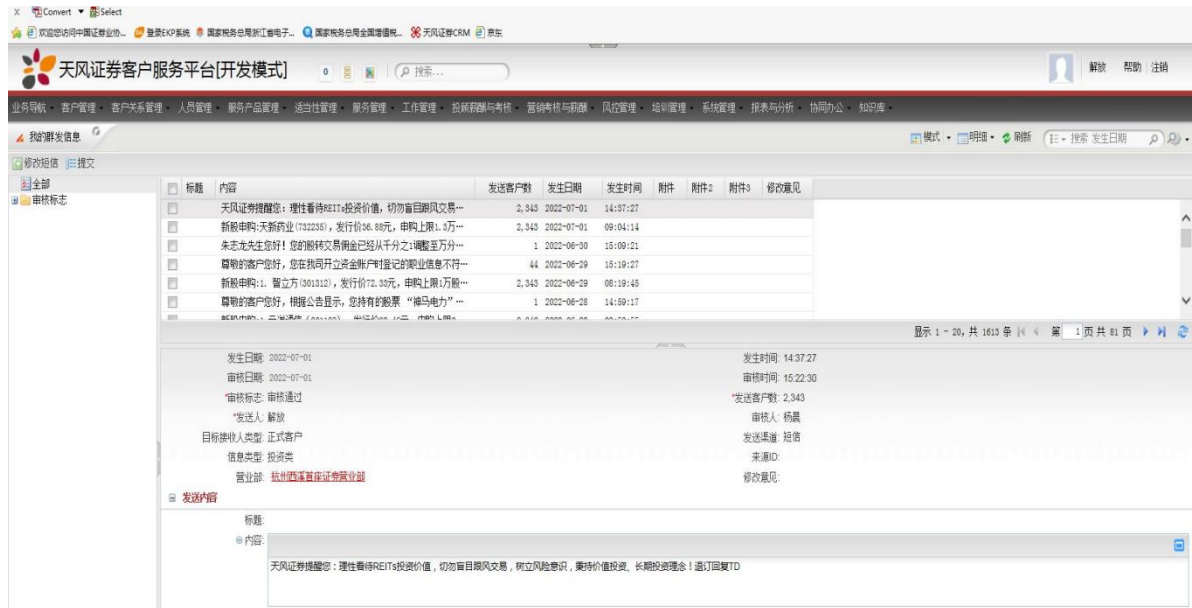 x Convert ▼ Select
欢迎您访问中国证券业协... 登录EKP系统 国家税务总局浙江省电子... 国家税务总局全国增值税... 天风证券CRM 京东
天风证券客户服务平台[开发模式] 0 搜索... 解放 帮助 注销
业务导航 客户管理 客户关系管理 人员管理 服务产品管理 适当性管理 服务管理 工作管理 投顾薪酬与考核 营销考核与薪酬 风控管理 培训管理 系统管理 报表与分析 协同办公 知识库
我的群发信息 模式 明细 刷新 搜索 发生日期
修改短信 提交
全部
审核标志
标题 内容 发送客户数 发生日期 发生时间 附件 附件2 附件3 修改意见
天风证券提醒您：理性看待REITs投资价值，切勿盲目跟风交易… 2,343 2022-07-01 14:37:27
新股申购:天新药业(732235)，发行价36.88元，申购上限1.3万… 2,343 2022-07-01 09:04:14
朱志龙先生您好！您的股转交易佣金已经从千分之1调整至万分… 1 2022-06-30 15:09:21
尊敬的客户您好，您在我司开立资金账户时登记的职业信息不符… 44 2022-06-29 15:19:27
新股申购:1. 智立方(301312)，发行价72.33元，申购上限1万股… 2,343 2022-06-29 08:19:45
尊敬的客户您好，根据公告显示，您持有的股票 “神马电力” … 1 2022-06-28 14:59:17
显示 1 - 20, 共 1613 条 第 1 页 共 81 页
发生日期: 2022-07-01 发生时间: 14:37:27
审核日期: 2022-07-01 审核时间: 15:22:30
*审核标志: 审核通过 *发送客户数: 2,343
*发送人: 解放 审核人: 杨晨
目标接收人类型: 正式客户 发送渠道: 短信
信息类型: 投资类 来源ID:
营业部: 杭州西溪首座证券营业部 修改意见:
发送内容
标题:
内容:
天风证券提醒您：理性看待REITs投资价值，切勿盲目跟风交易，树立风险意识，秉持价值投资、长期投资理念！退订回复TD